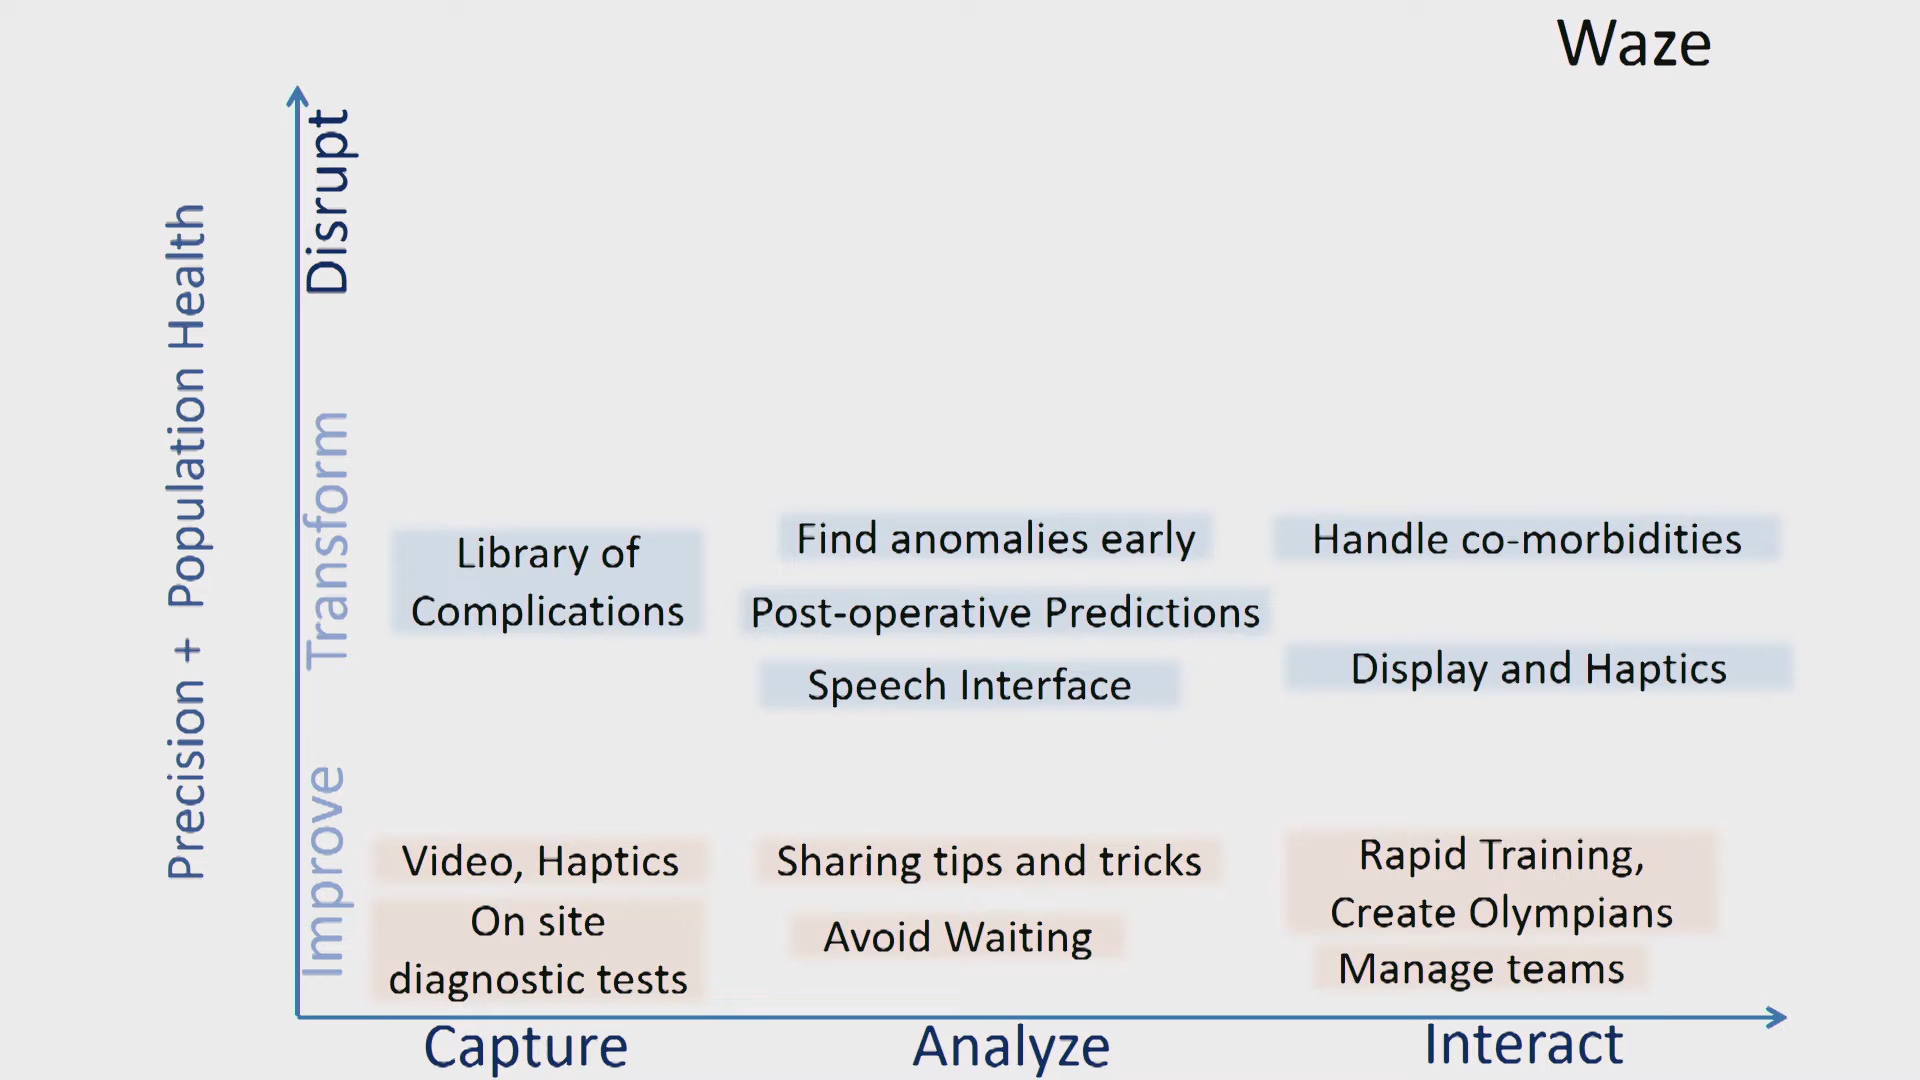 Waze
Precision + Population Health
Disrupt
Transform
Improve
Library of
Complications
Find anomalies early
Post-operative Predictions
Speech Interface
Handle co-morbidities
Display and Haptics
Video, Haptics
On site
diagnostic tests
Sharing tips and tricks
Avoid Waiting
Rapid Training,
Create Olympians
Manage teams
Capture
Analyze
Interact